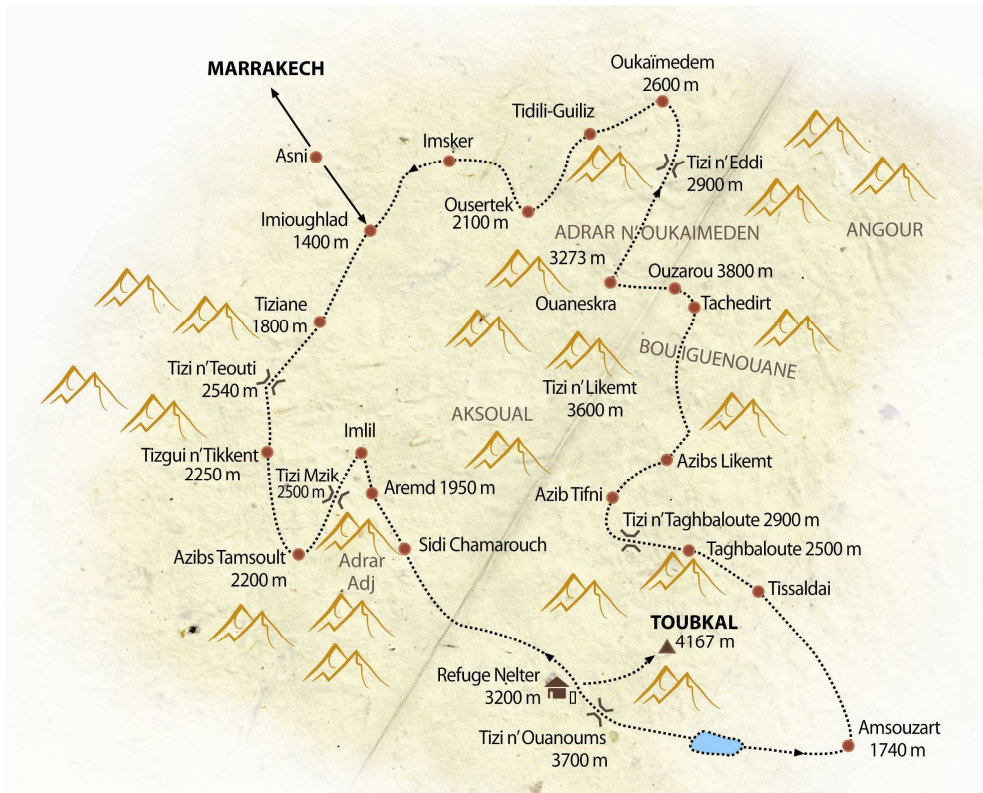 MARRAKECH
Oukaïmedem
2600 m
Tidili-Guiliz
Imsker
Asni
Tizi n'Eddi
2900 m
Ousertek
2100 m
Imioughlad
1400 m
ADRAR N'OUKAIMEDEN
ANGOUR
3273 m
Ouzarou 3800 m
Ouaneskra
Tachedirt
Tiziane
1800 m
BOU IGUENOUANE
Tizi n'Teouti
2540 m
Tizi n'Likemt
3600 m
AKSOUAL
Imlil
Tizgui n'Tikkent
2250 m
Tizi Mzik
2500 m
Aremd 1950 m
Azibs Likemt
Azib Tifni
Tizi n'Taghbaloute 2900 m
Sidi Chamarouch
Taghbaloute 2500 m
Azibs Tamsoult
2200 m
Adrar
Adj
Tissaldai
TOUBKAL
4167 m
Refuge Nelter
3200 m
Tizi n'Ouanoums
3700 m
Amsouzart
1740 m